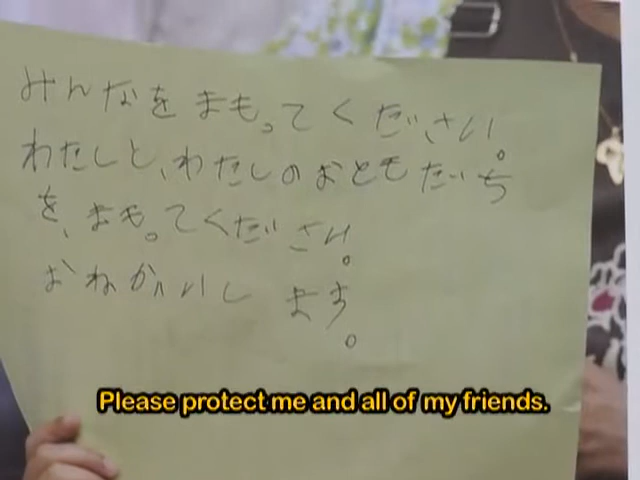 みんなをまもってください。
わたしと、わたしのおともだち
を、まもってください。
おねがいします。
Please protect me and all of my friends.